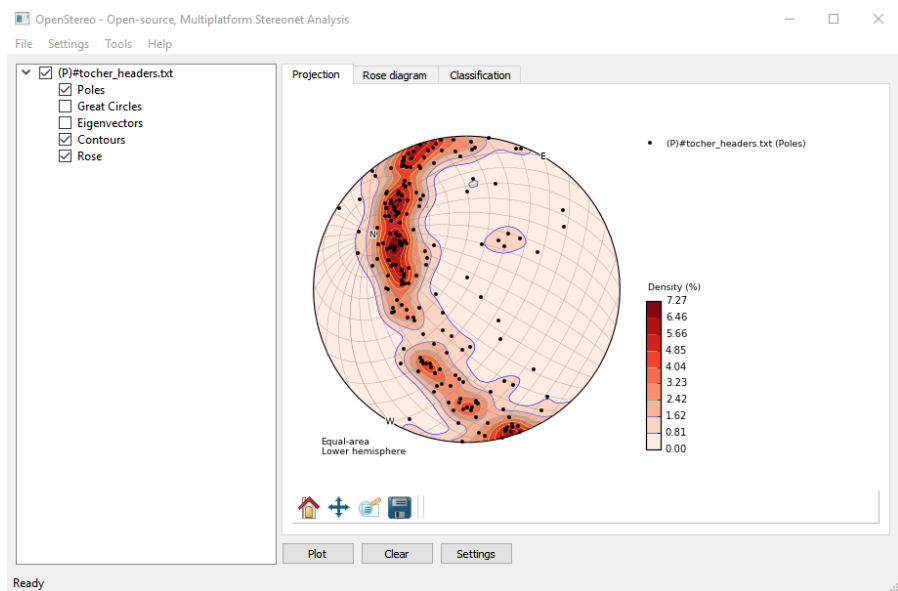 OpenStereo - Open-source, Multiplatform Stereonet Analysis
File Settings Tools Help
(P)#tocher_headers.txt
Poles
Great Circles
Eigenvectors
Contours
Rose
Projection Rose diagram Classification
E
N
W
(P)#tocher_headers.txt (Poles)
Density (%)
7.27
6.46
5.66
4.85
4.04
3.23
2.42
1.62
0.81
0.00
Equal-area
Lower hemisphere
Plot Clear Settings
Ready